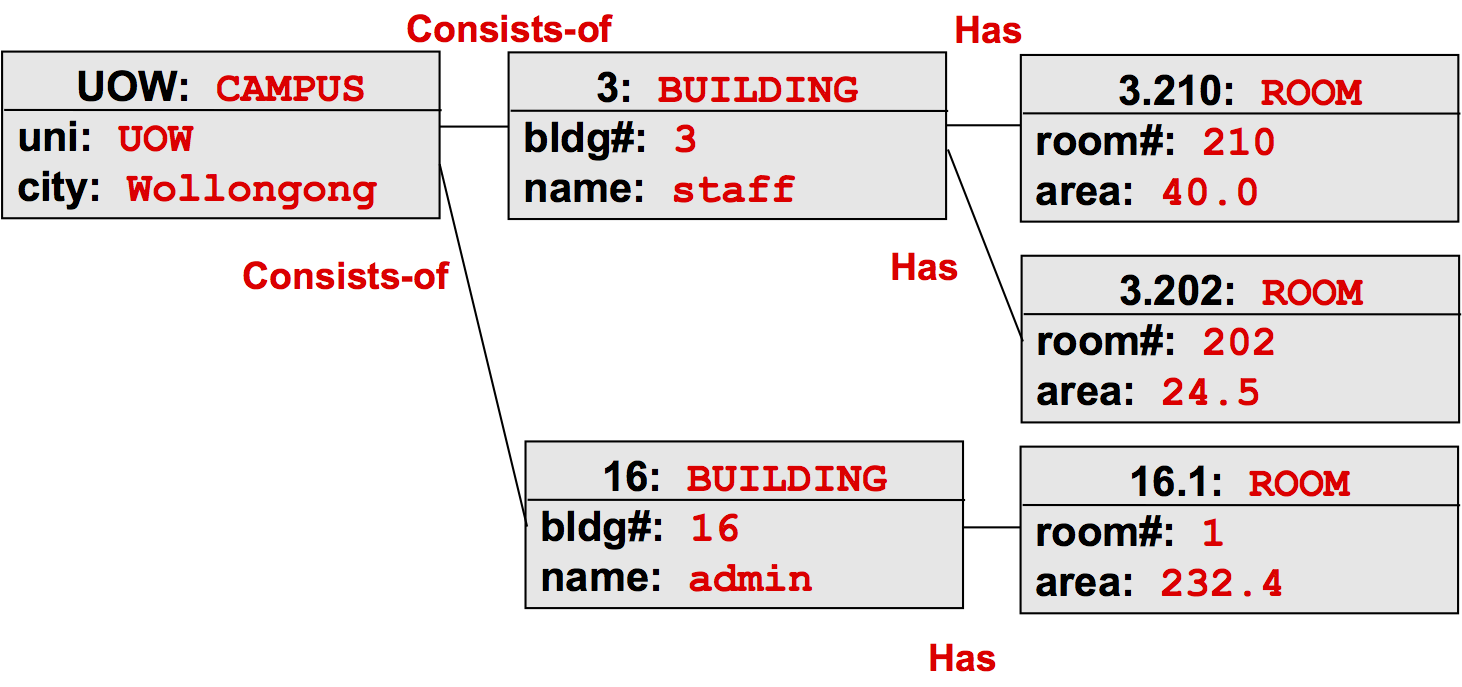 Consists-of
Has
UOW: CAMPUS
uni: UOW
city: Wollongong
3: BUILDING
bldg#: 3
name: staff
3.210: ROOM
room#: 210
area: 40.0
Consists-of
Has
3.202: ROOM
room#: 202
area: 24.5
16: BUILDING
bldg#: 16
name: admin
16.1: ROOM
room#: 1
area: 232.4
Has